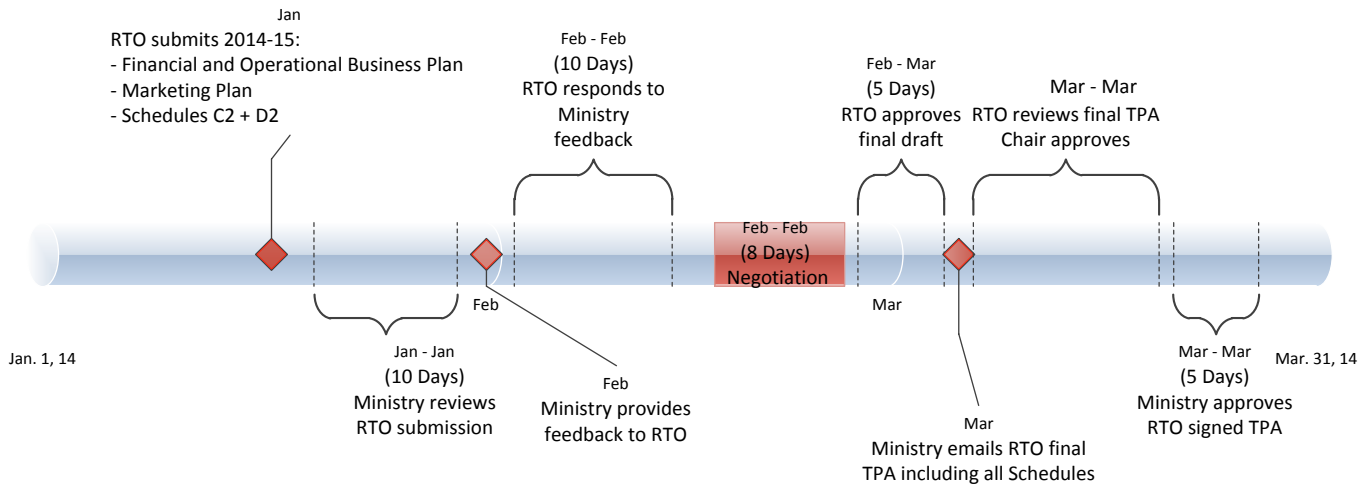 Jan
RTO submits 2014-15:
- Financial and Operational Business Plan
- Marketing Plan
- Schedules C2 + D2
Feb - Feb
(10 Days)
RTO responds to
Ministry
feedback
Feb - Mar
(5 Days)
RTO approves
final draft
Mar - Mar
RTO reviews final TPA
Chair approves
Feb - Feb
(8 Days)
Negotiation
Feb
Mar
Jan. 1, 14
Mar. 31, 14
Jan - Jan
(10 Days)
Ministry reviews
RTO submission
Feb
Ministry provides
feedback to RTO
Mar
Ministry emails RTO final
TPA including all Schedules
Mar - Mar
(5 Days)
Ministry approves
RTO signed TPA